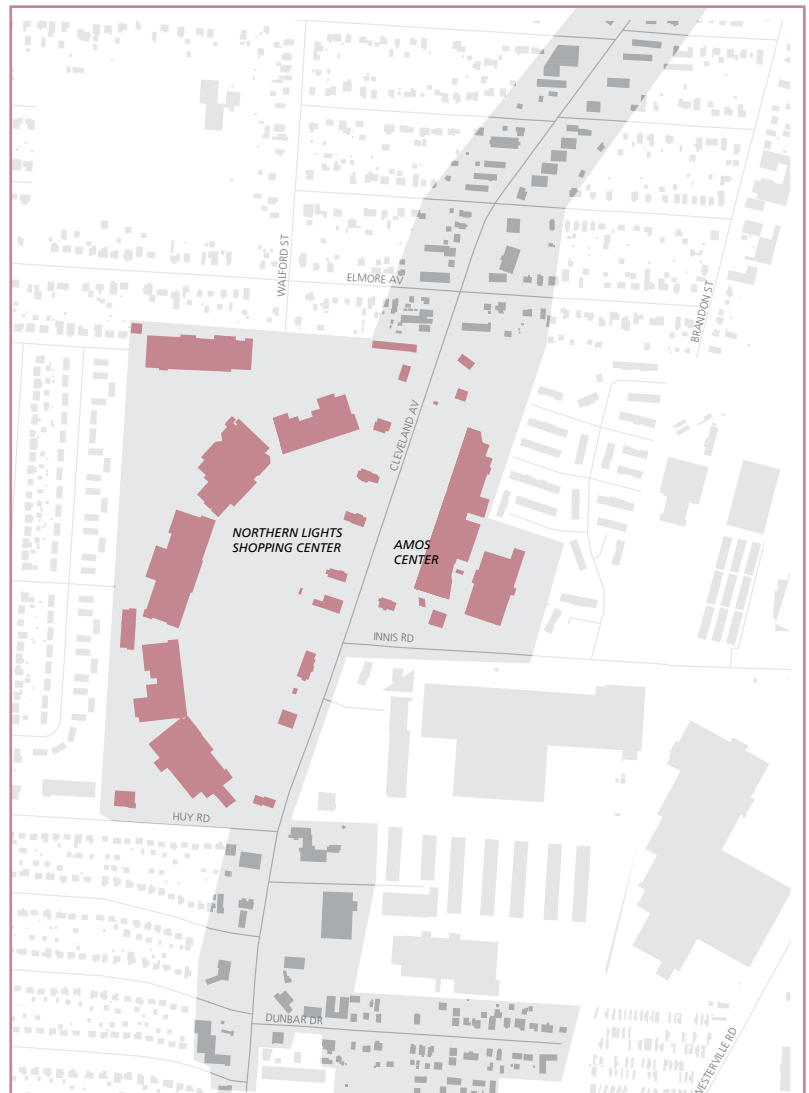 WALFORD ST
ELMORE AV
BRANDON ST
CLEVELAND AV
NORTHERN LIGHTS
SHOPPING CENTER
AMOS
CENTER
INNIS RD
HUY RD
DUNBAR DR
WESTERVILLE RD